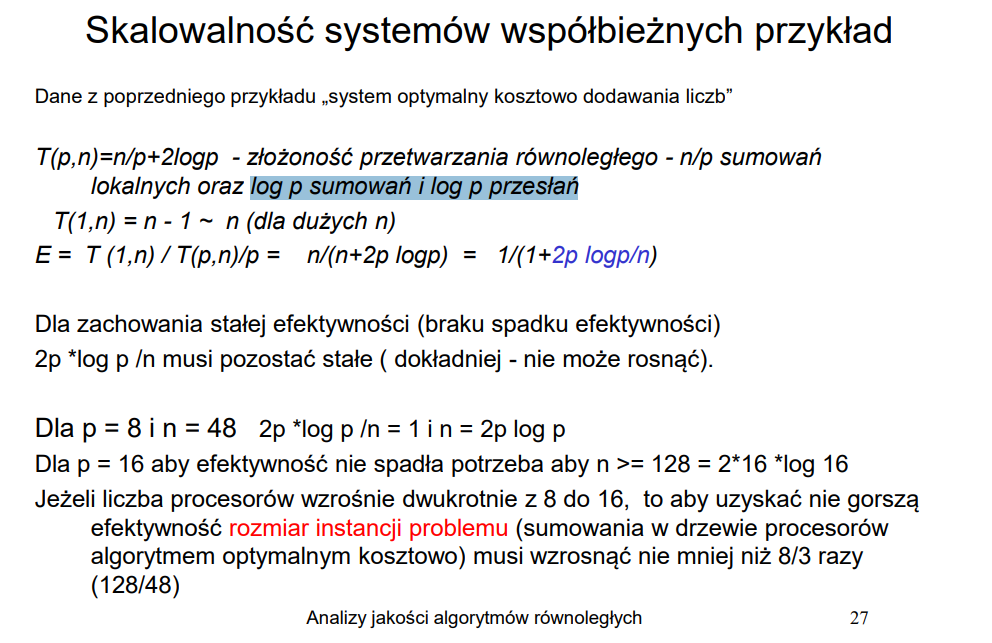 Skalowalność systemów współbieżnych przykład
Dane z poprzedniego przykładu „system optymalny kosztowo dodawania liczb”
T(p,n)=n/p+2logp - złożoność przetwarzania równoległego - n/p sumowań
lokalnych oraz log p sumowań i log p przesłań
T(1,n) = n - 1 ~ n (dla dużych n)
E = T (1,n) / T(p,n)/p = n/(n+2p logp) = 1/(1+2p logp/n)
Dla zachowania stałej efektywności (braku spadku efektywności)
2p *log p /n musi pozostać stałe ( dokładniej - nie może rosnąć).
Dla p = 8 i n = 48 2p *log p /n = 1 i n = 2p log p
Dla p = 16 aby efektywność nie spadła potrzeba aby n >= 128 = 2*16 *log 16
Jeżeli liczba procesorów wzrośnie dwukrotnie z 8 do 16, to aby uzyskać nie gorszą
efektywność rozmiar instancji problemu (sumowania w drzewie procesorów
algorytmem optymalnym kosztowo) musi wzrosnąć nie mniej niż 8/3 razy
(128/48)
Analizy jakości algorytmów równoległych 27